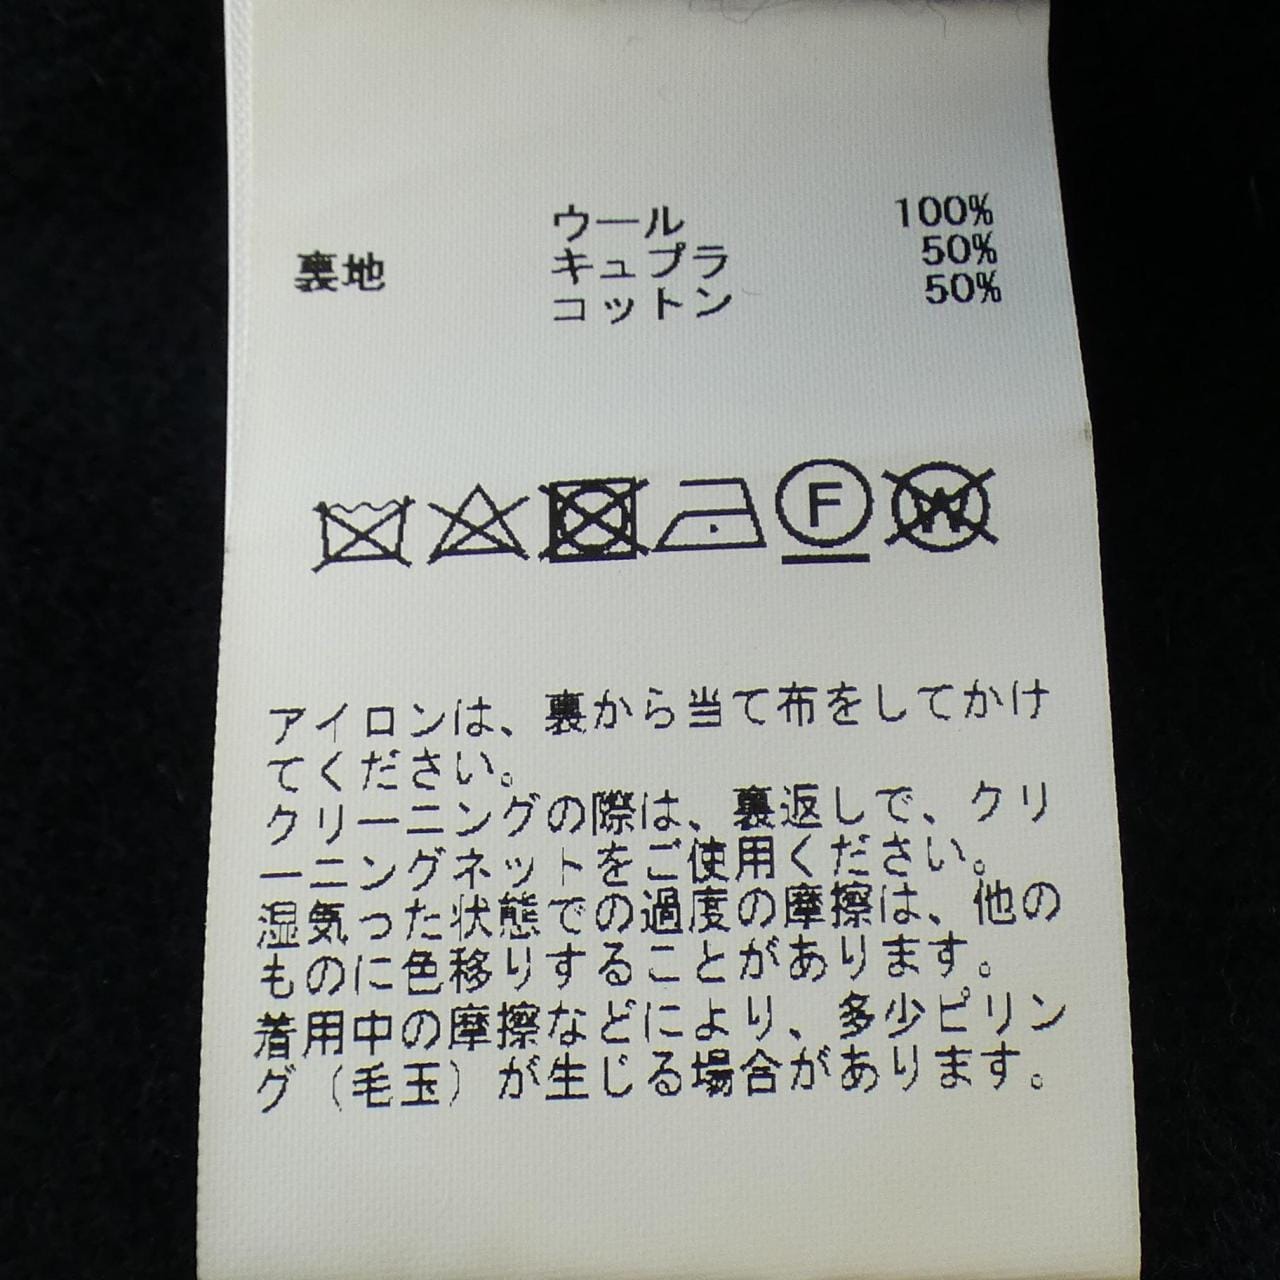 ウール 100%
裏地 キュプラ 50%
コットン 50%
F
W
アイロンは、裏から当て布をしてかけ
てください。
クリーニングの際は、裏返しで、クリ
ーニングネットをご使用ください。
湿気った状態での過度の摩擦は、他の
ものに色移りすることがあります。
着用中の摩擦などにより、多少ピリン
グ（毛玉）が生じる場合があります。